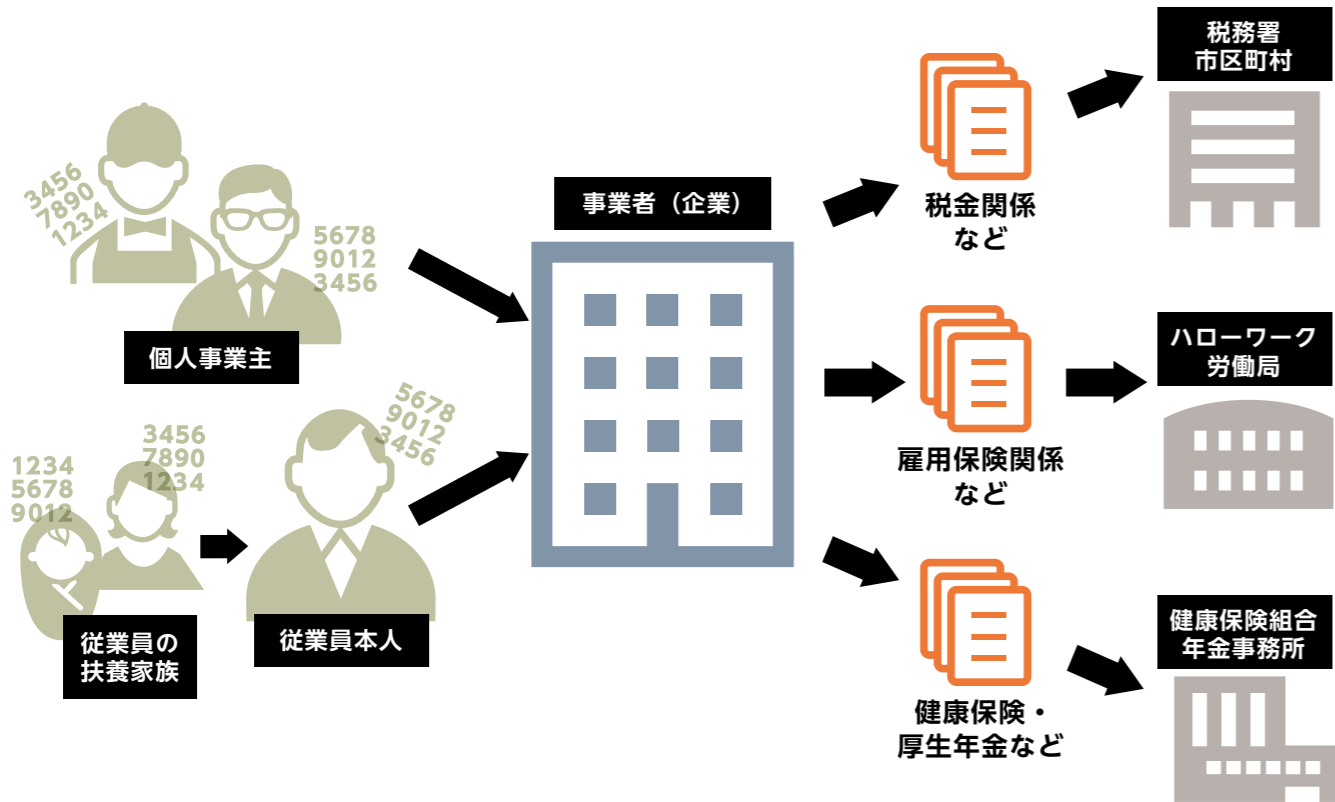 3456
7890
1234
5678
9012
3456
個人事業主
1234
5678
9012
3456
7890
1234
従業員の
扶養家族
5678
9012
3456
従業員本人
事業者（企業）
税金関係
など
税務署
市区町村
雇用保険関係
など
ハローワーク
労働局
健康保険・
厚生年金など
健康保険組合
年金事務所